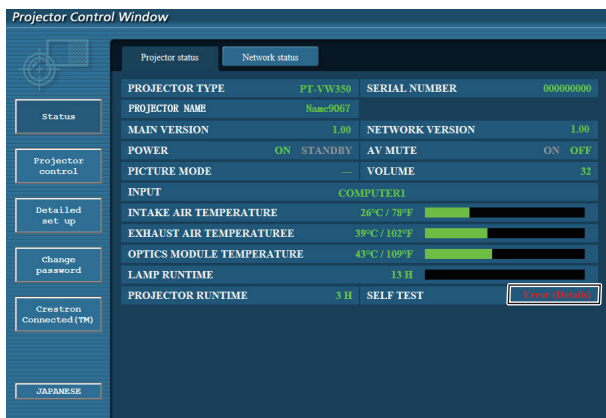 Projector Control Window
Projector status
Network status
Status
Projector control
Detailed set up
Change password
Crestron Connected(TM)
JAPANESE
PROJECTOR TYPE PT-VW350 SERIAL NUMBER 000000000
PROJECTOR NAME Name9067
MAIN VERSION 1.00 NETWORK VERSION 1.00
POWER ON STANDBY AV MUTE ON OFF
PICTURE MODE — VOLUME 32
INPUT COMPUTER1
INTAKE AIR TEMPERATURE 26°C / 78°F
EXHAUST AIR TEMPERATUREE 39°C / 102°F
OPTICS MODULE TEMPERATURE 43°C / 109°F
LAMP RUNTIME 13 H
PROJECTOR RUNTIME 3 H SELF TEST Error (Details)